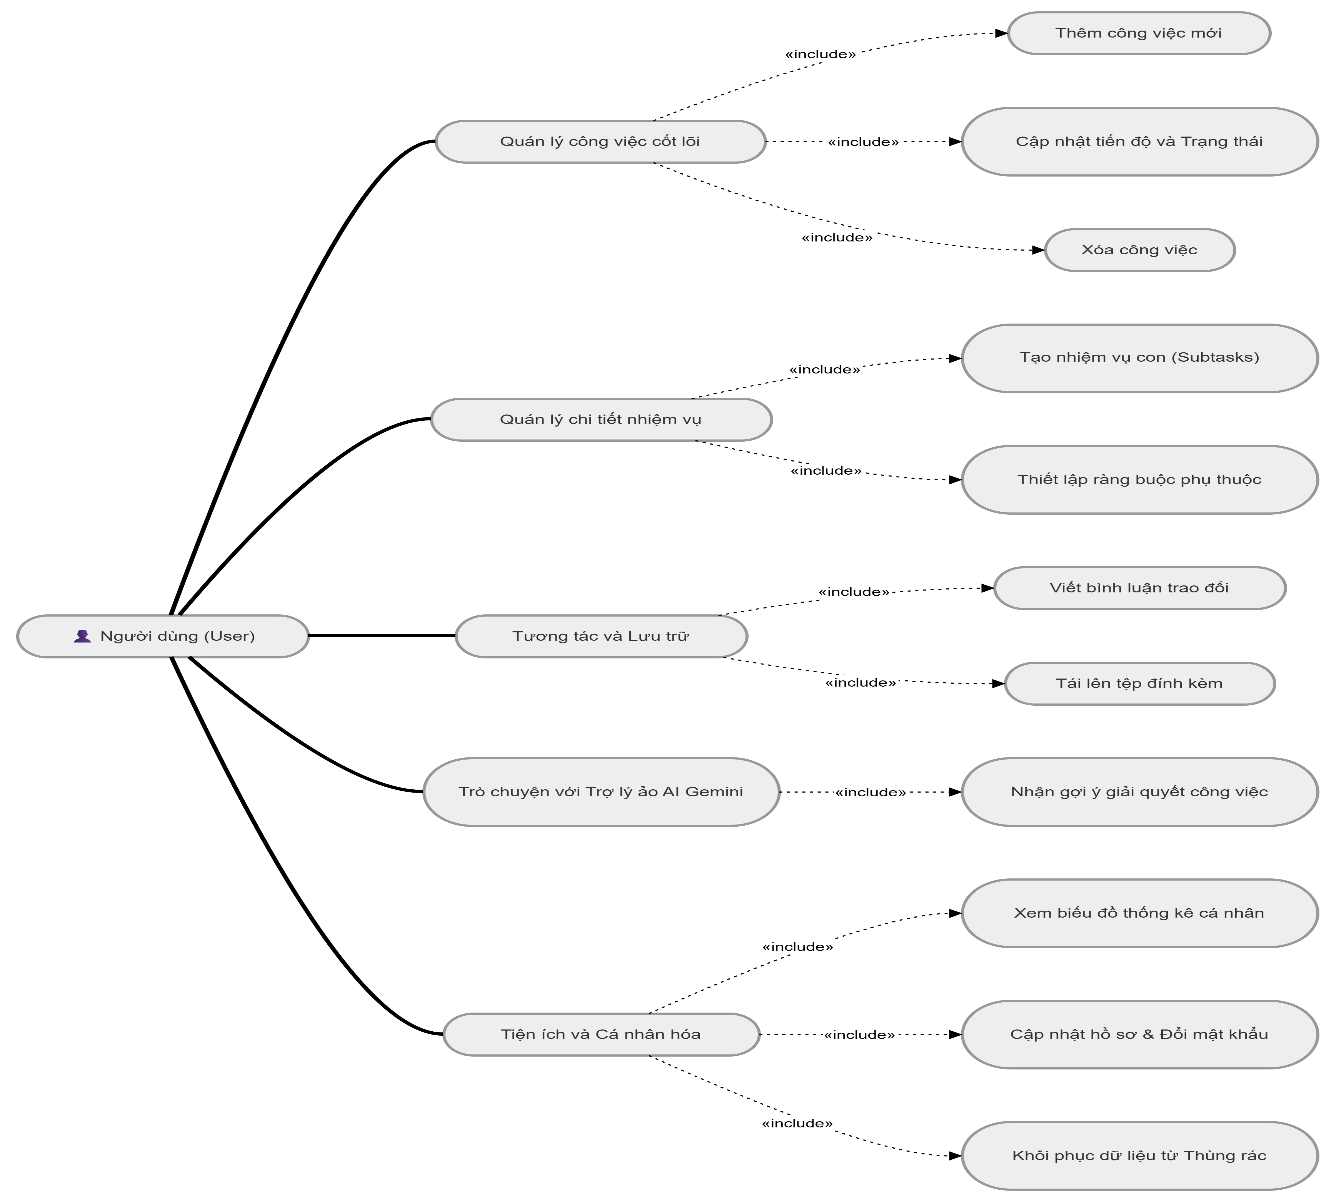 Thêm công việc mới
«include»
Quản lý công việc cốt lõi
«include»
Cập nhật tiến độ và Trạng thái
«include»
Xóa công việc
Tạo nhiệm vụ con (Subtasks)
«include»
Quản lý chi tiết nhiệm vụ
«include»
Thiết lập ràng buộc phụ thuộc
Viết bình luận trao đổi
«include»
Người dùng (User)
Tương tác và Lưu trữ
«include»
Tải lên tệp đính kèm
Trò chuyện với Trợ lý ảo AI Gemini
«include»
Nhận gợi ý giải quyết công việc
Xem biểu đồ thống kê cá nhân
«include»
Tiện ích và Cá nhân hóa
«include»
Cập nhật hồ sơ & Đổi mật khẩu
«include»
Khôi phục dữ liệu từ Thùng rác